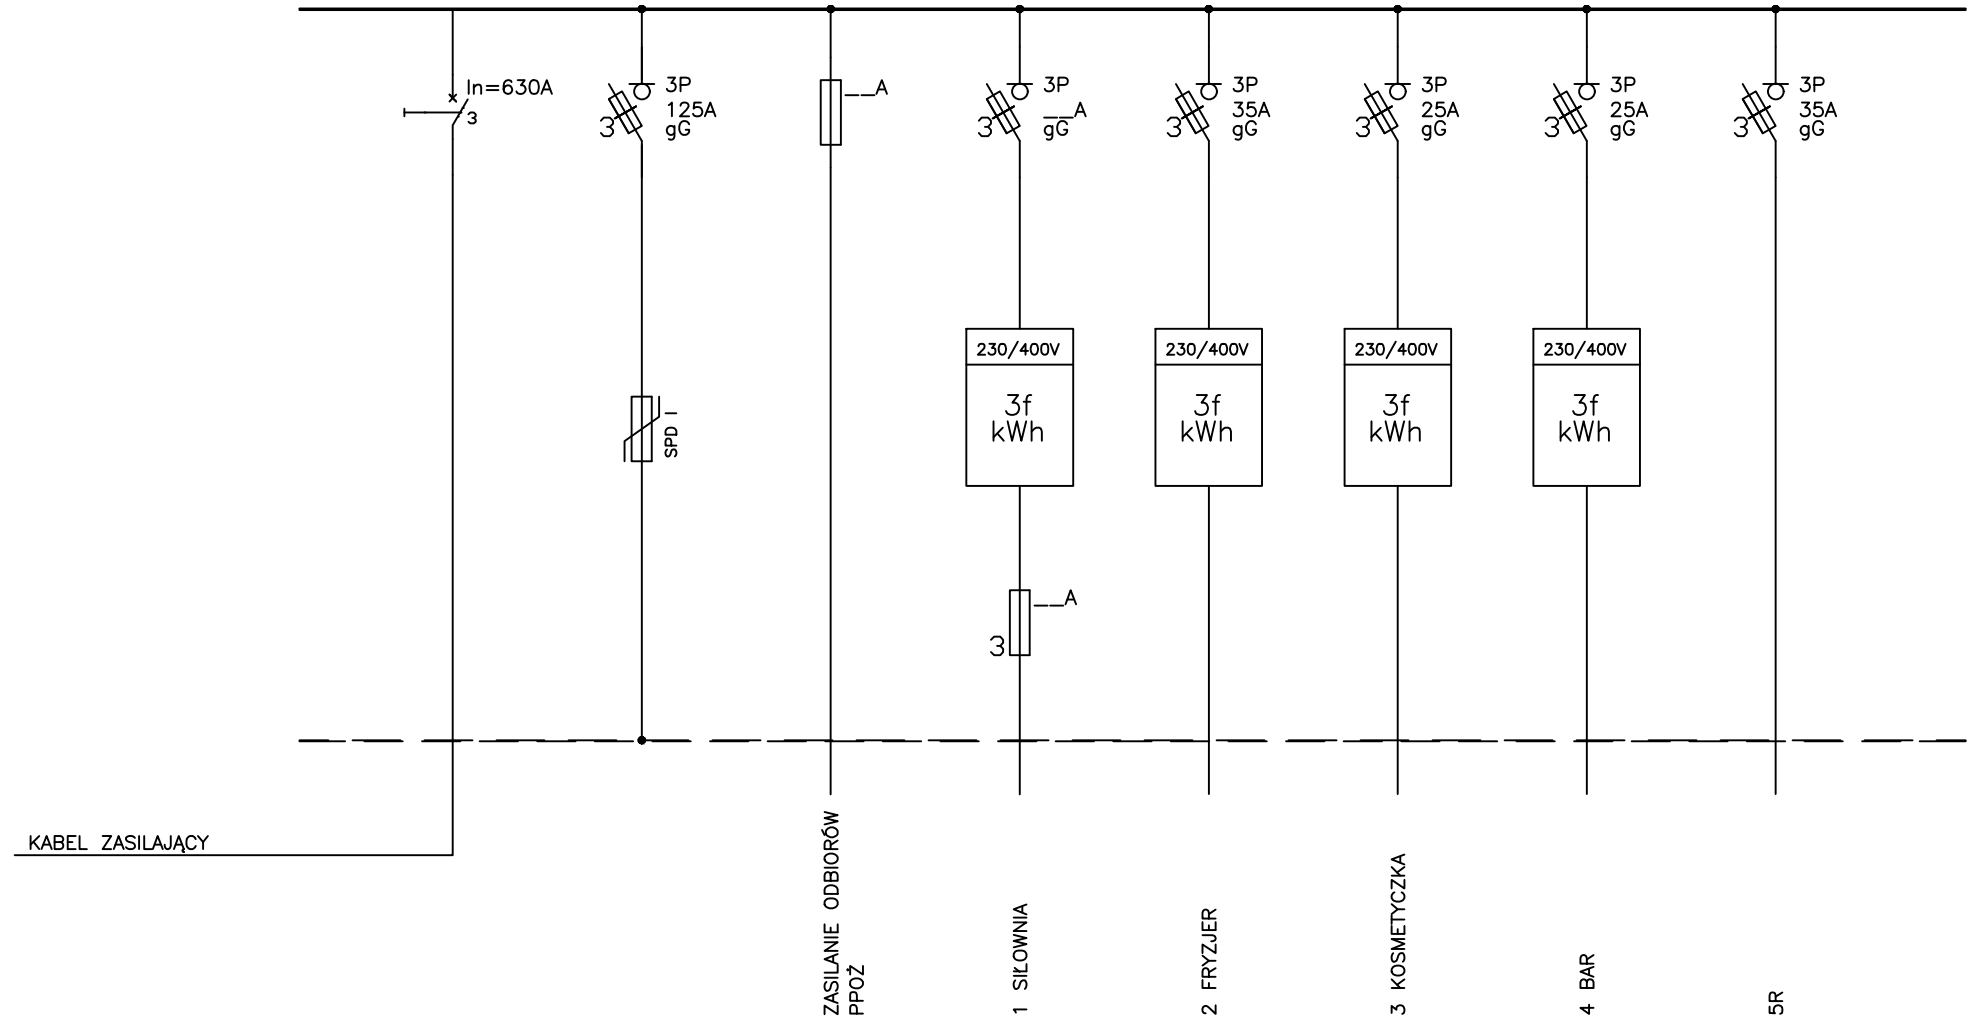 In=630A
3
3P
125A
gG
3
__A
3P
__A
gG
3
3P
35A
gG
3
3P
25A
gG
3
3P
25A
gG
3
3P
35A
gG
3
230/400V
3f
kWh
230/400V
3f
kWh
230/400V
3f
kWh
230/400V
3f
kWh
SPD I
__A
3
KABEL ZASILAJĄCY
ZASILANIE ODBIORÓW
PPOŻ
1 SIŁOWNIA
2 FRYZJER
3 KOSMETYCZKA
4 BAR
5R